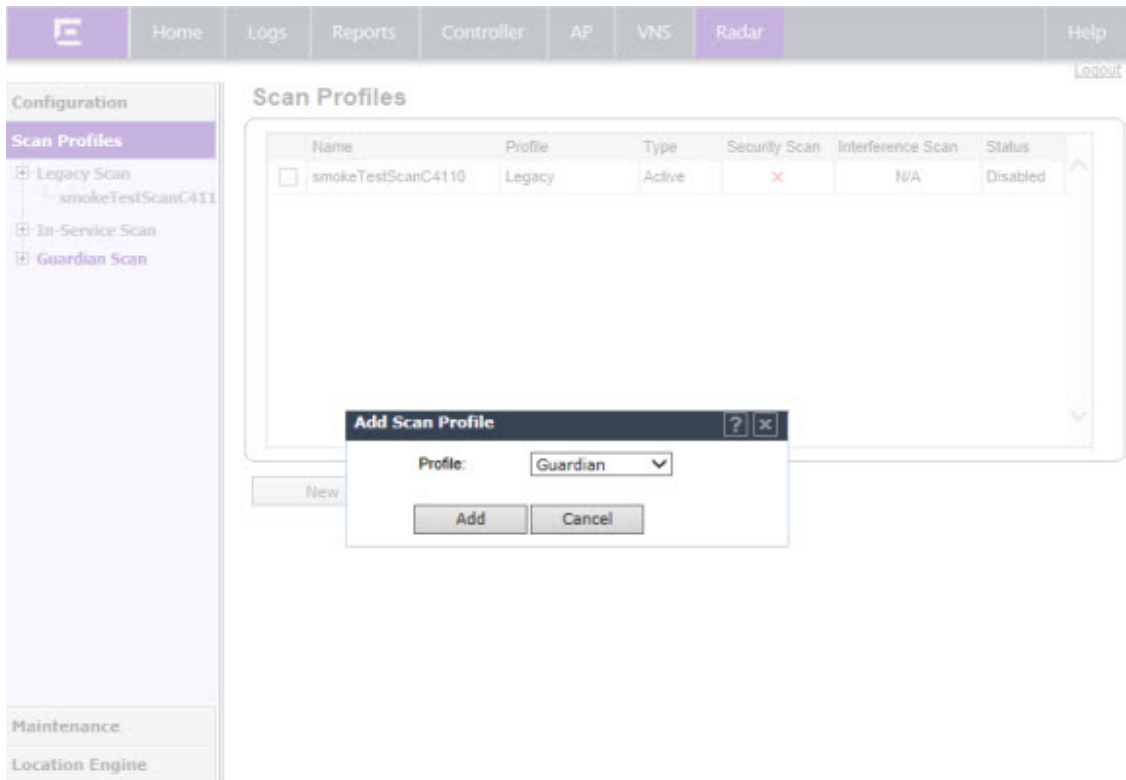 Home Logs Reports Controller AP VNS Radar Help
Logout
Configuration
Scan Profiles
Legacy Scan
smokeTestScanC411
In-Service Scan
Guardian Scan
Maintenance
Location Engine
Scan Profiles
Name Profile Type Security Scan Interference Scan Status
smokeTestScanC4110 Legacy Active N/A Disabled
New
Add Scan Profile ?
Profile: Guardian
Add Cancel